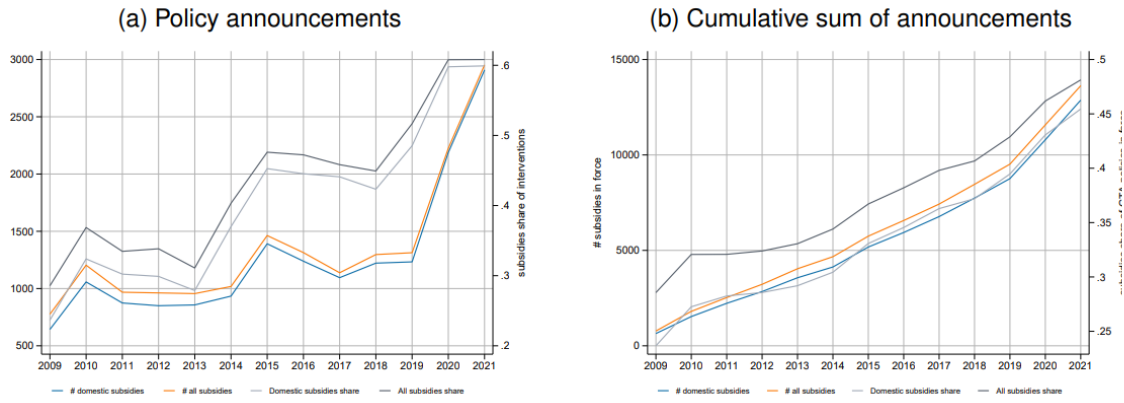 (a) Policy announcements
3000
2500
2000
1500
1000
500
.6
.5
.4
.3
.2
subsidies share of interventions
2009 2010 2011 2012 2013 2014 2015 2016 2017 2018 2019 2020 2021
# domestic subsidies # all subsidies Domestic subsidies share All subsidies share
(b) Cumulative sum of announcements
# subsidies in force
15000
10000
5000
0
.5
.45
.4
.35
.3
.25
2009 2010 2011 2012 2013 2014 2015 2016 2017 2018 2019 2020 2021
# domestic subsidies # all subsidies Domestic subsidies share All subsidies share